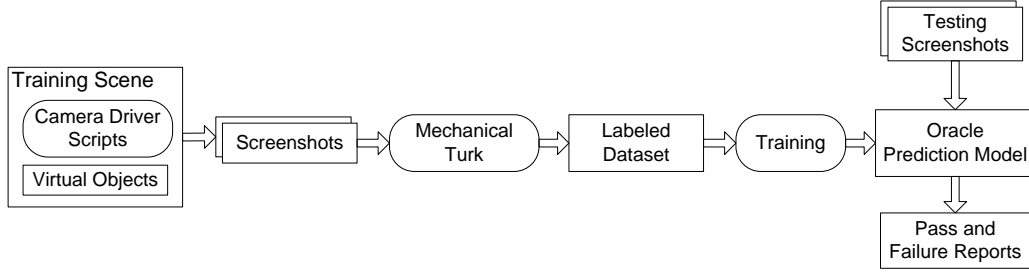 Training Scene
Camera Driver
Scripts
Virtual Objects
Screenshots
Mechanical
Turk
Labeled
Dataset
Training
Testing
Screenshots
Oracle
Prediction Model
Pass and
Failure Reports